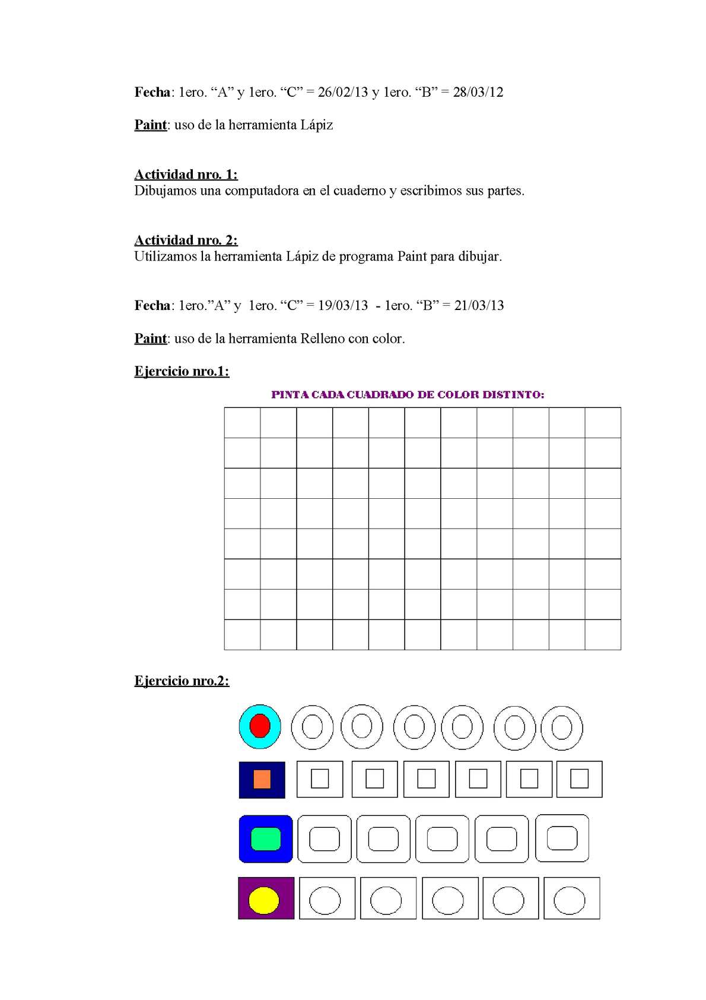 Fecha: 1ero. “A” y 1ero. “C” = 26/02/13 y 1ero. “B” = 28/03/12
Paint: uso de la herramienta Lápiz
Actividad nro. 1:
Dibujamos una computadora en el cuaderno y escribimos sus partes.
Actividad nro. 2:
Utilizamos la herramienta Lápiz de programa Paint para dibujar.
Fecha: 1ero.”A” y 1ero. “C” = 19/03/13 - 1ero. “B” = 21/03/13
Paint: uso de la herramienta Relleno con color.
Ejercicio nro.1:
PINTA CADA CUADRADO DE COLOR DISTINTO:
Ejercicio nro.2: